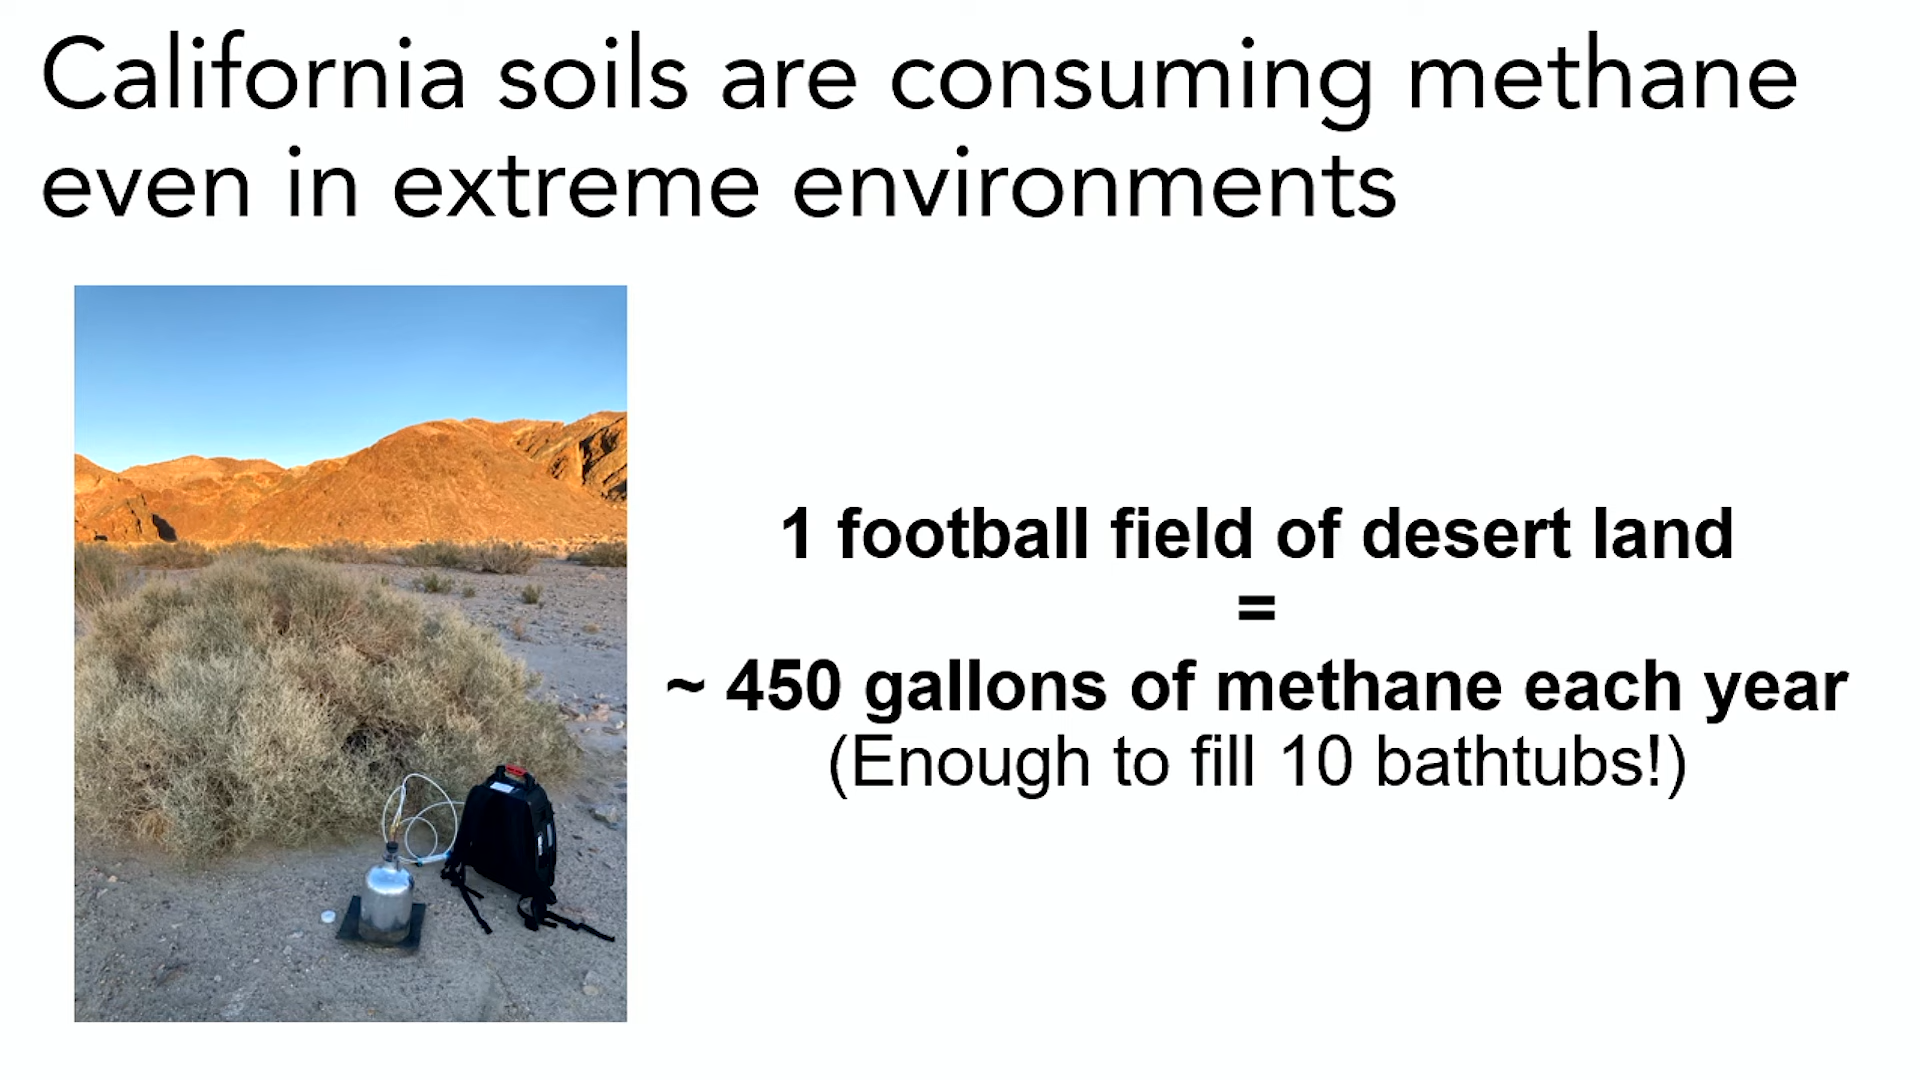 California soils are consuming methane
even in extreme environments
1 football field of desert land
=
~ 450 gallons of methane each year
(Enough to fill 10 bathtubs!)